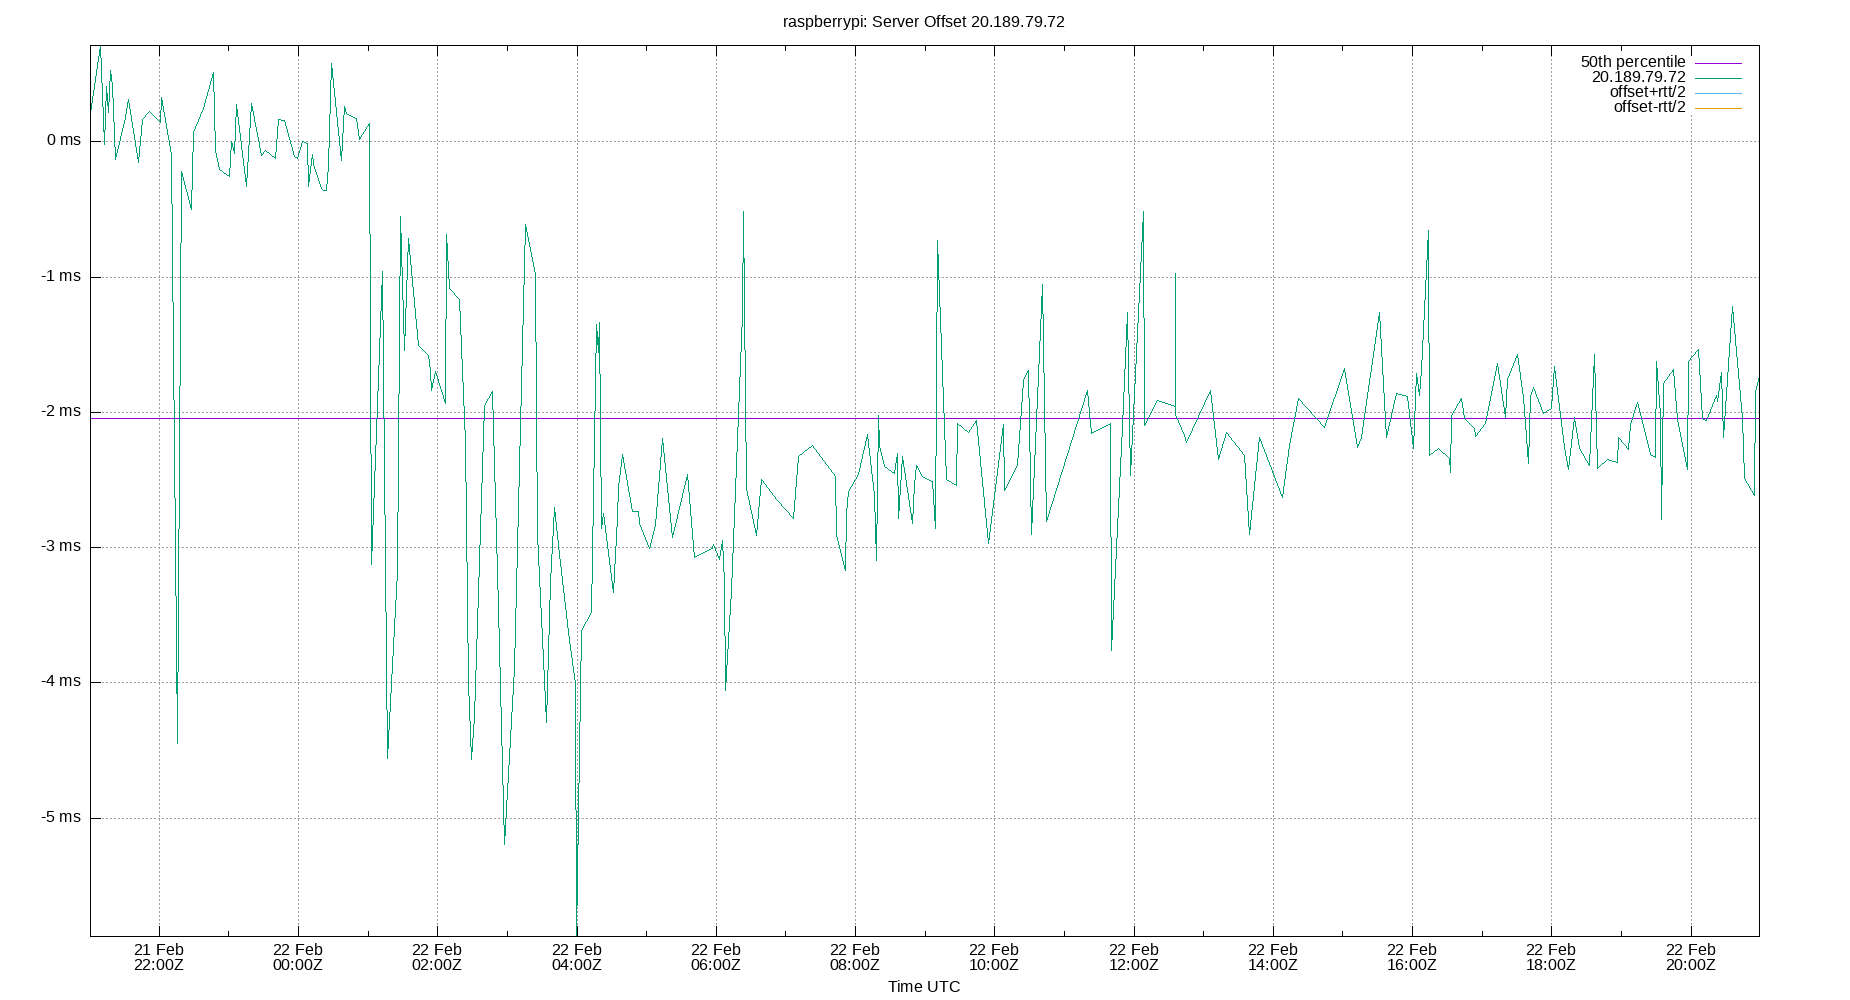 raspberrypi: Server Offset 20.189.79.72
50th percentile
20.189.79.72
offset+rtt/2
offset-rtt/2
0 ms
-1 ms
-2 ms
-3 ms
-4 ms
-5 ms
21 Feb 22 Feb 22 Feb 22 Feb 22 Feb 22 Feb 22 Feb 22 Feb 22 Feb 22 Feb 22 Feb 22 Feb
22:00Z 00:00Z 02:00Z 04:00Z 06:00Z 08:00Z 10:00Z 12:00Z 14:00Z 16:00Z 18:00Z 20:00Z
Time UTC